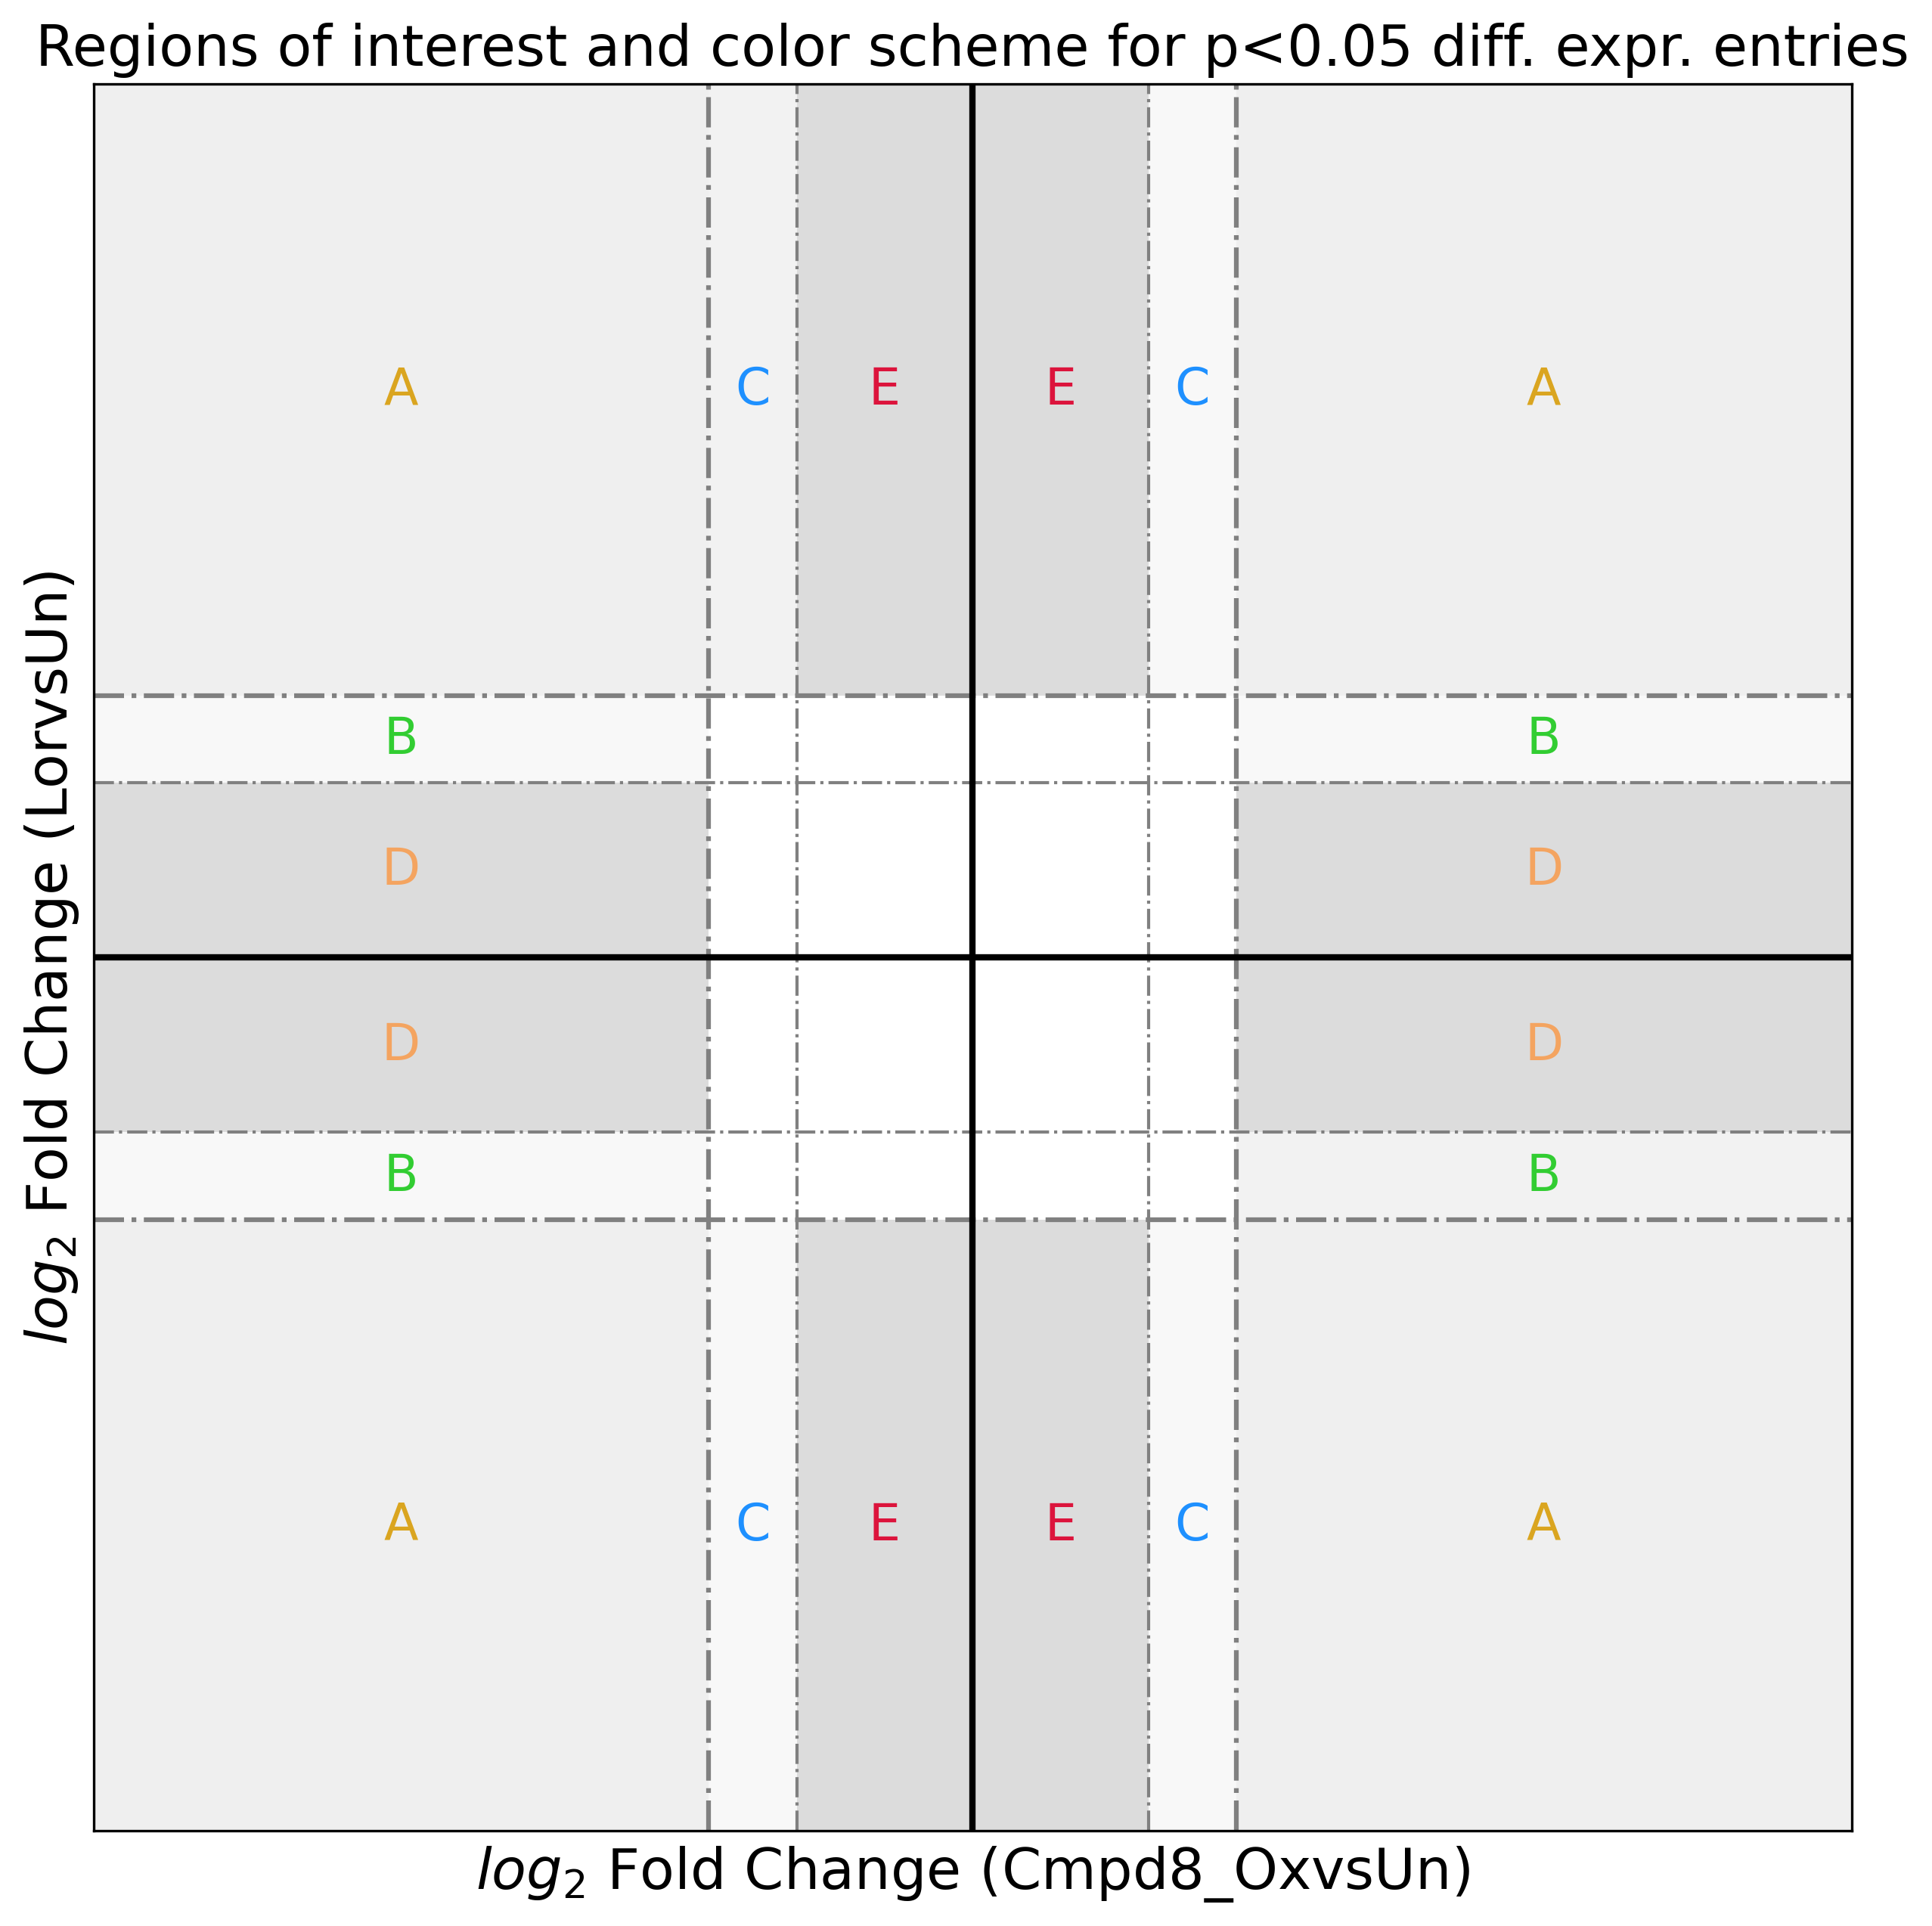 Regions of interest and color scheme for p<0.05 diff. expr. entries
A C E E C A
B B
D D
D D
B B
A C E E C A
log₂ Fold Change (LorvsUn)
log₂ Fold Change (Cmpd8_OxvsUn)